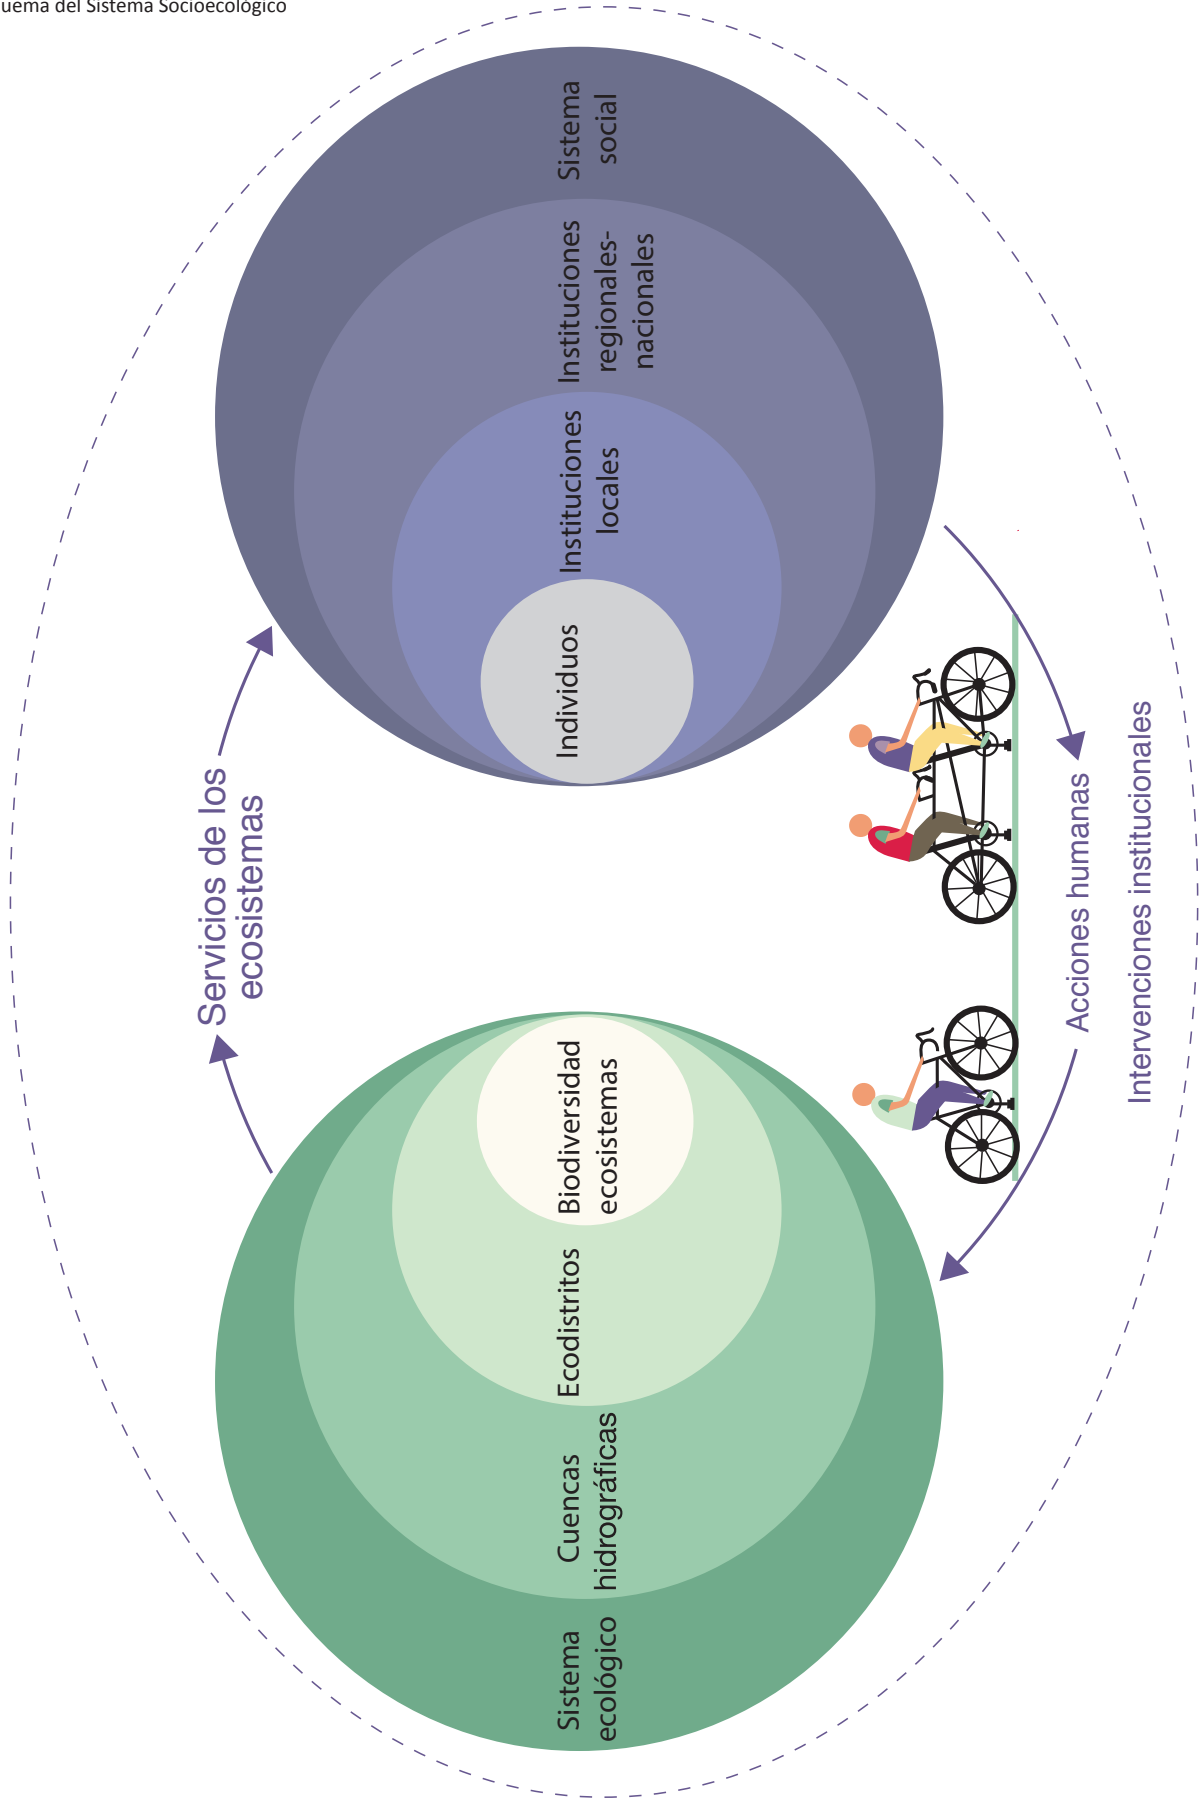 uema del Sistema Socioecológico
Servicios de los
ecosistemas
Sistema
ecológico
Cuencas
hidrográficas
Ecodistritos
Biodiversidad
ecosistemas
Individuos
Instituciones
locales
Instituciones
regionales-
nacionales
Sistema
social
Acciones humanas
Intervenciones institucionales